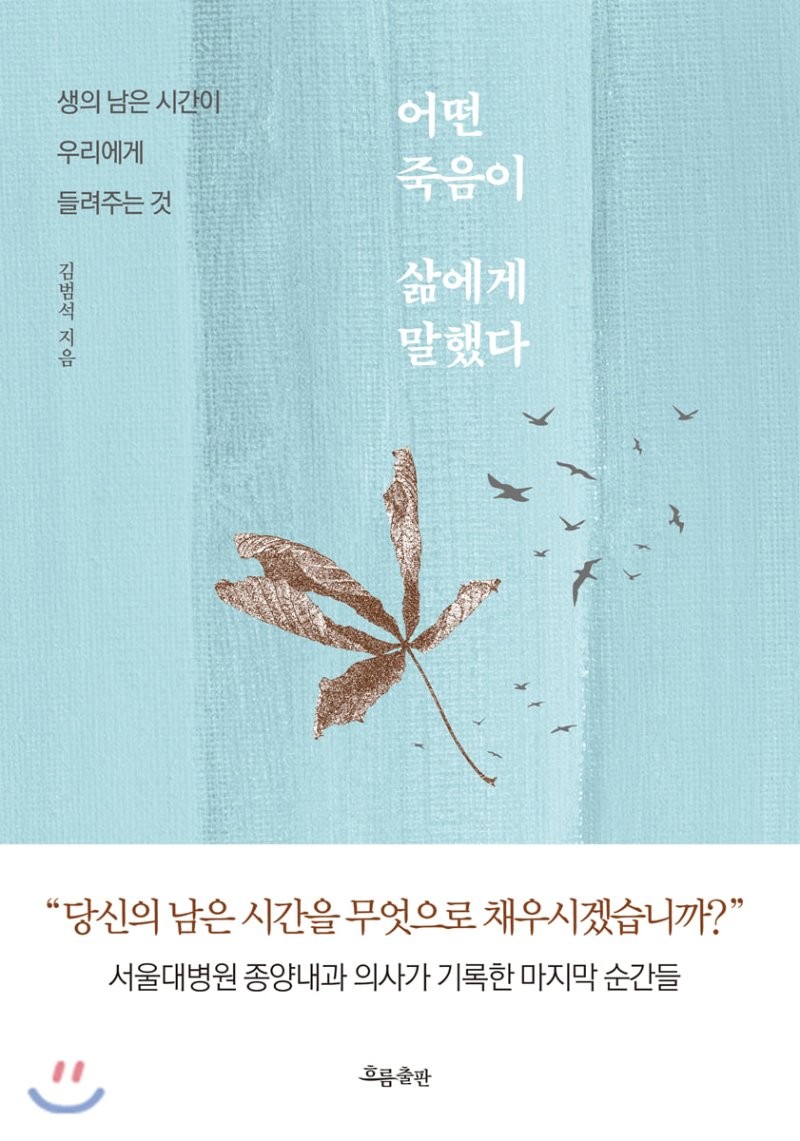 생의 남은 시간이
우리에게
들려주는 것
김범석 지음
어떤
죽음이
삶에게
말했다
“당신의 남은 시간을 무엇으로 채우시겠습니까?”
서울대병원 종양내과 의사가 기록한 마지막 순간들
흐름출판